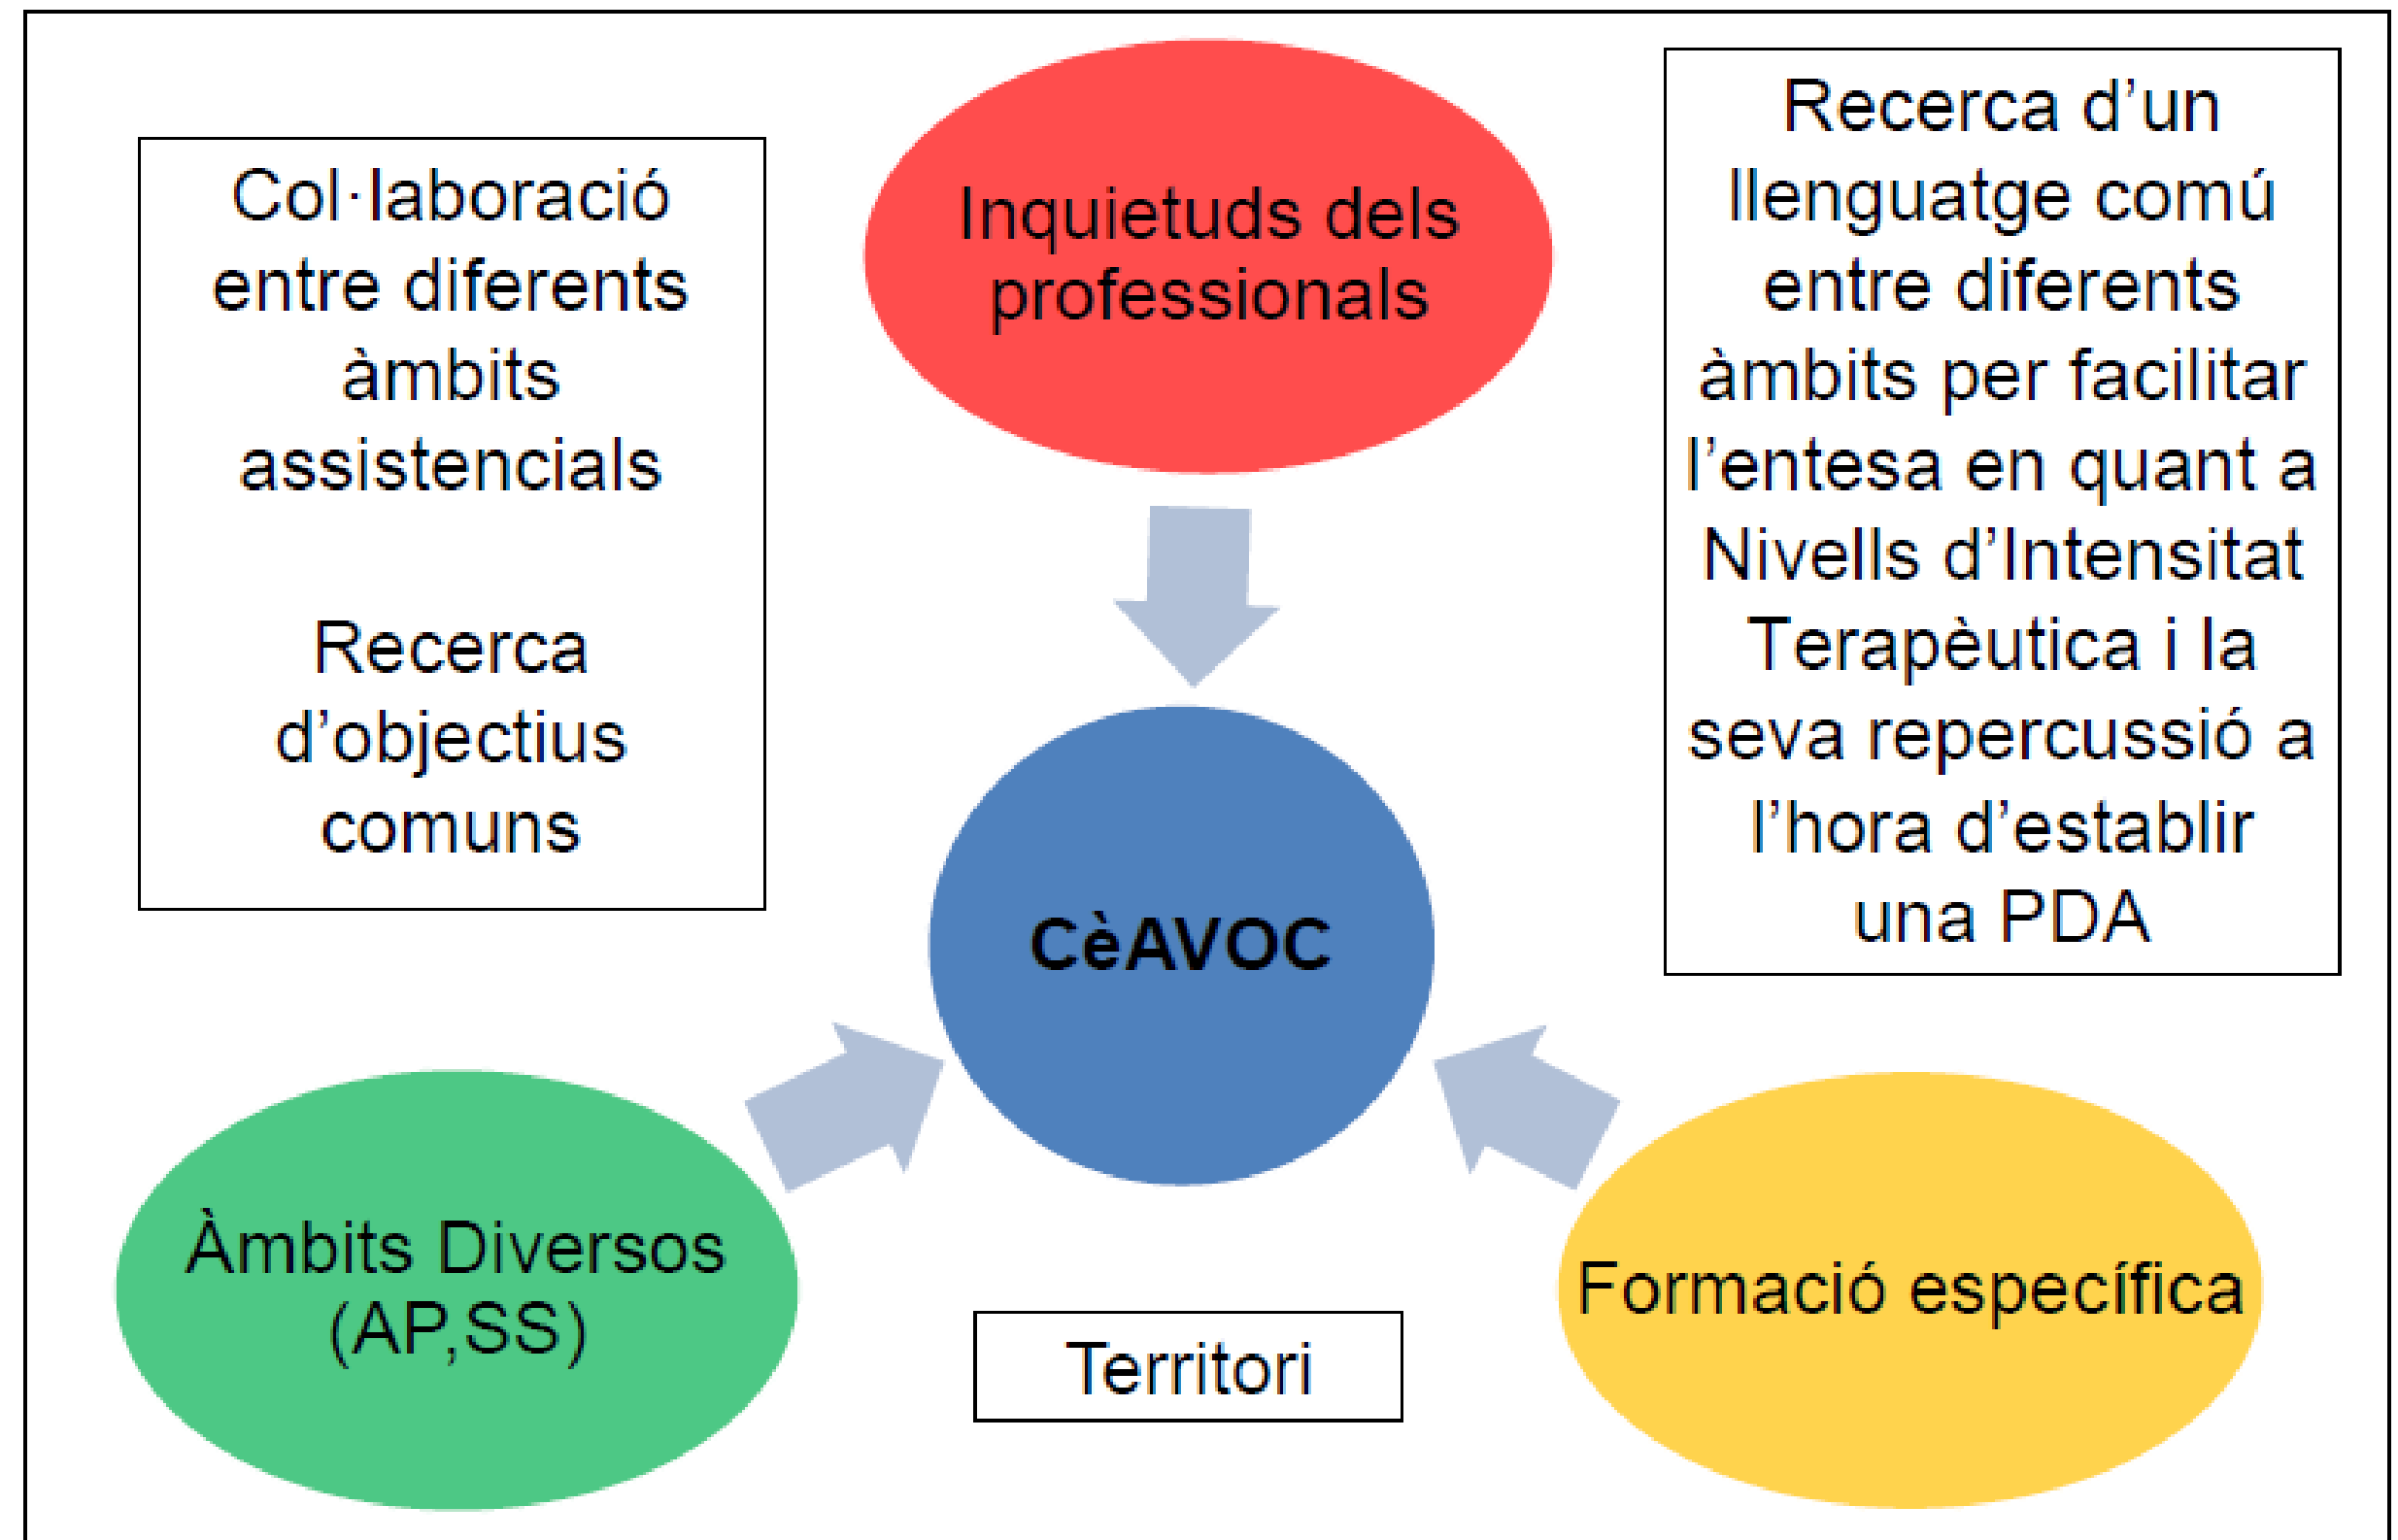 Col·laboració
entre diferents
àmbits
assistencials
Recerca
d’objectius
comuns
Inquietuds dels
professionals
Recerca d’un
llenguatge comú
entre diferents
àmbits per facilitar
l’entesa en quant a
Nivells d’Intensitat
Terapèutica i la
seva repercussió a
l’hora d’establir
una PDA
CèAVOC
Àmbits Diversos
(AP,SS)
Territori
Formació específica